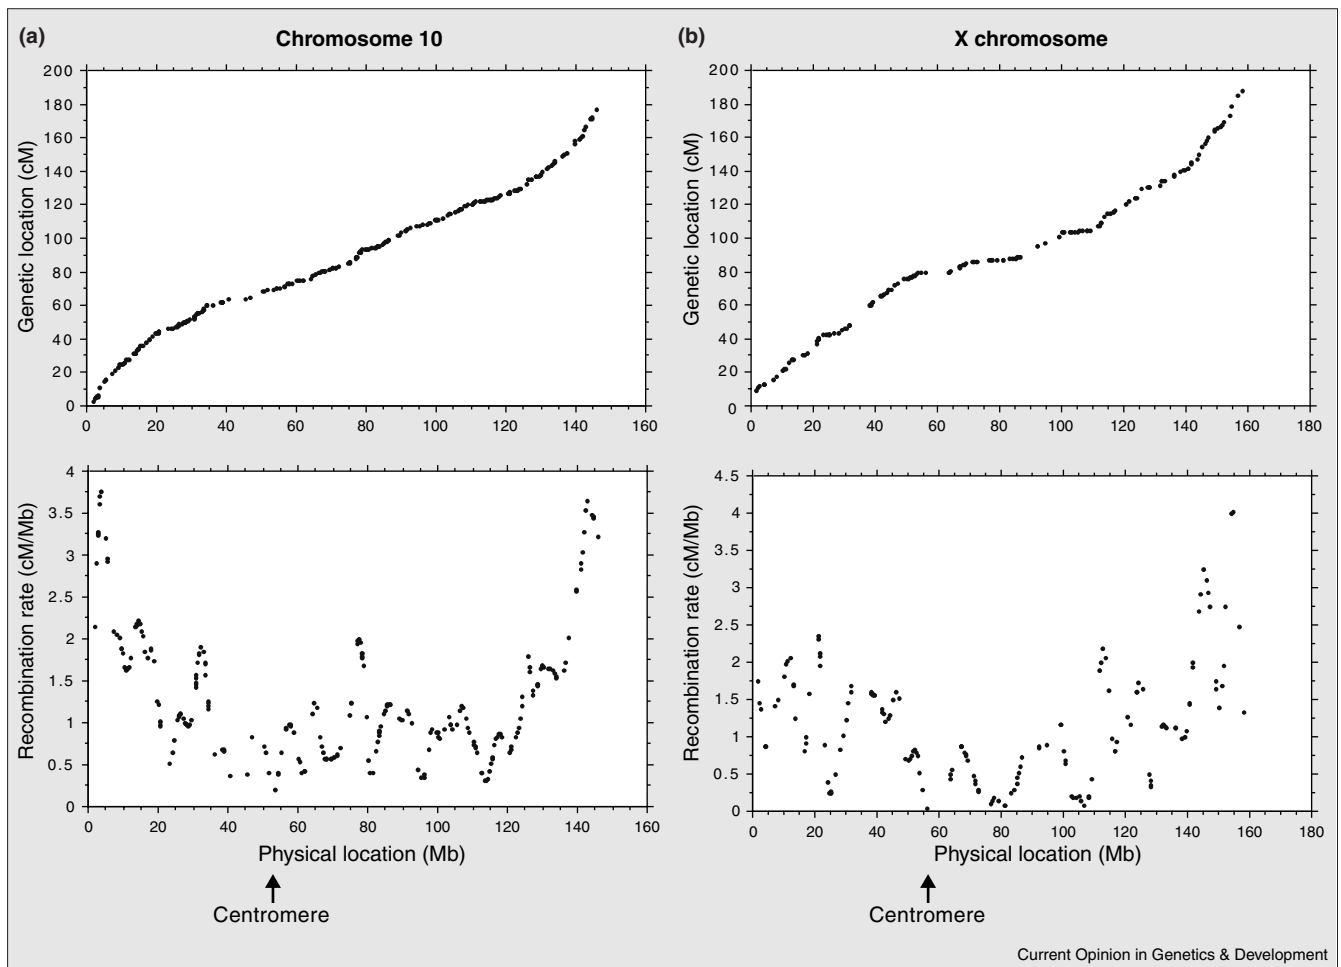 (a)
Chromosome 10
Genetic location (cM)
200
180
160
140
120
100
80
60
40
20
0
0 20 40 60 80 100 120 140 160
Recombination rate (cM/Mb)
4
3.5
3
2.5
2
1.5
1
0.5
0
0 20 40 60 80 100 120 140 160
Physical location (Mb)
Centromere
(b)
X chromosome
Genetic location (cM)
200
180
160
140
120
100
80
60
40
20
0
0 20 40 60 80 100 120 140 160 180
Recombination rate (cM/Mb)
4.5
4
3.5
3
2.5
2
1.5
1
0.5
0
0 20 40 60 80 100 120 140 160 180
Physical location (Mb)
Centromere
Current Opinion in Genetics & Development